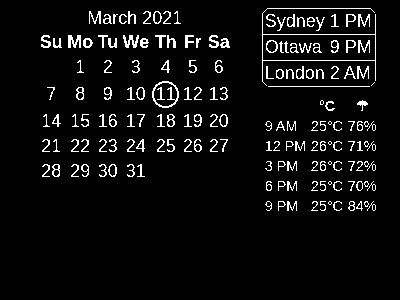 March 2021
Su Mo Tu We Th Fr Sa
1 2 3 4 5 6
7 8 9 10 11 12 13
14 15 16 17 18 19 20
21 22 23 24 25 26 27
28 29 30 31
Sydney 1 PM
Ottawa 9 PM
London 2 AM
°C ☂
9 AM 25°C 76%
12 PM 26°C 71%
3 PM 26°C 72%
6 PM 25°C 70%
9 PM 25°C 84%